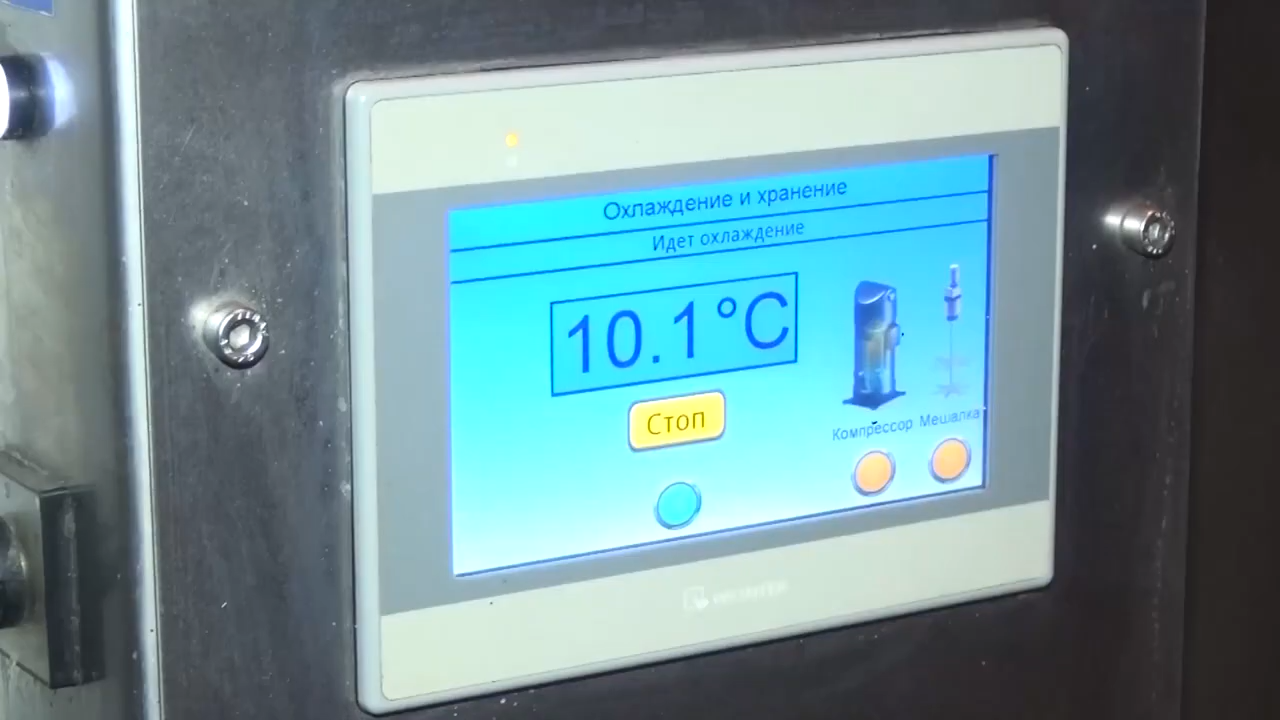 Охлаждение и хранение
Идет охлаждение
10.1°C
Стоп
Компрессор Мешалка